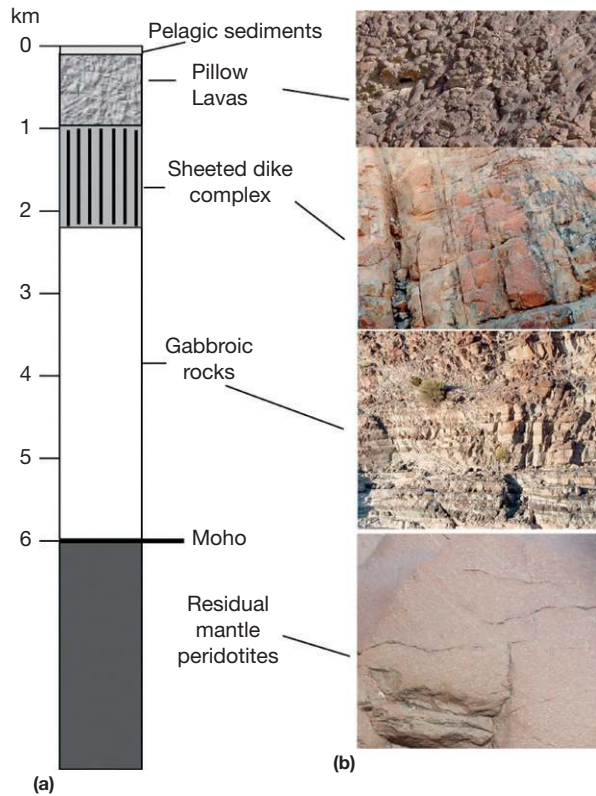 km
0
Pelagic sediments
Pillow
Lavas
1
Sheeted dike
complex
2
3
Gabbroic
rocks
4
5
6
Moho
Residual
mantle
peridotites
(a)
(b)